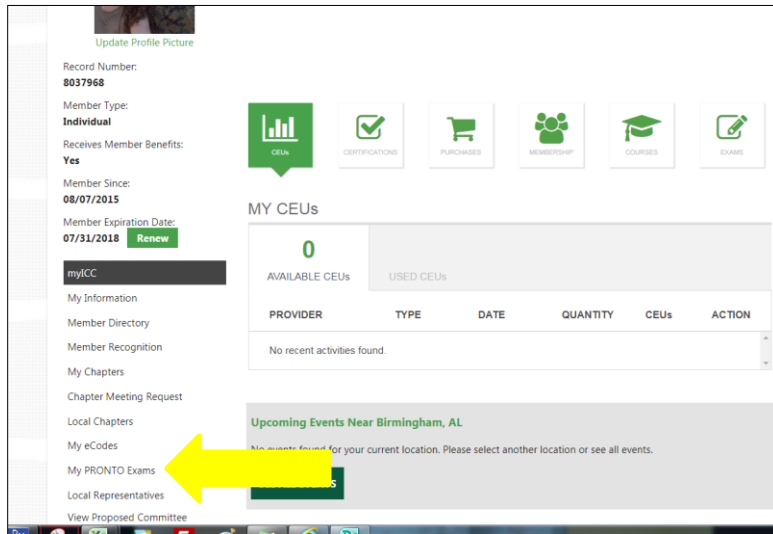 Update Profile Picture
Record Number:
8037968
Member Type:
Individual
Receives Member Benefits:
Yes
Member Since:
08/07/2015
Member Expiration Date:
07/31/2018 Renew
myICC
My Information
Member Directory
Member Recognition
My Chapters
Chapter Meeting Request
Local Chapters
My eCodes
My PRONTO Exams
Local Representatives
View Proposed Committee
CEUs
CERTIFICATIONS
PURCHASES
MEMBERSHIP
COURSES
EXAMS
MY CEUs
0
AVAILABLE CEUs
USED CEUs
PROVIDER TYPE DATE QUANTITY CEUs ACTION
No recent activities found.
Upcoming Events Near Birmingham, AL
No events found for your current location. Please select another location or see all events.